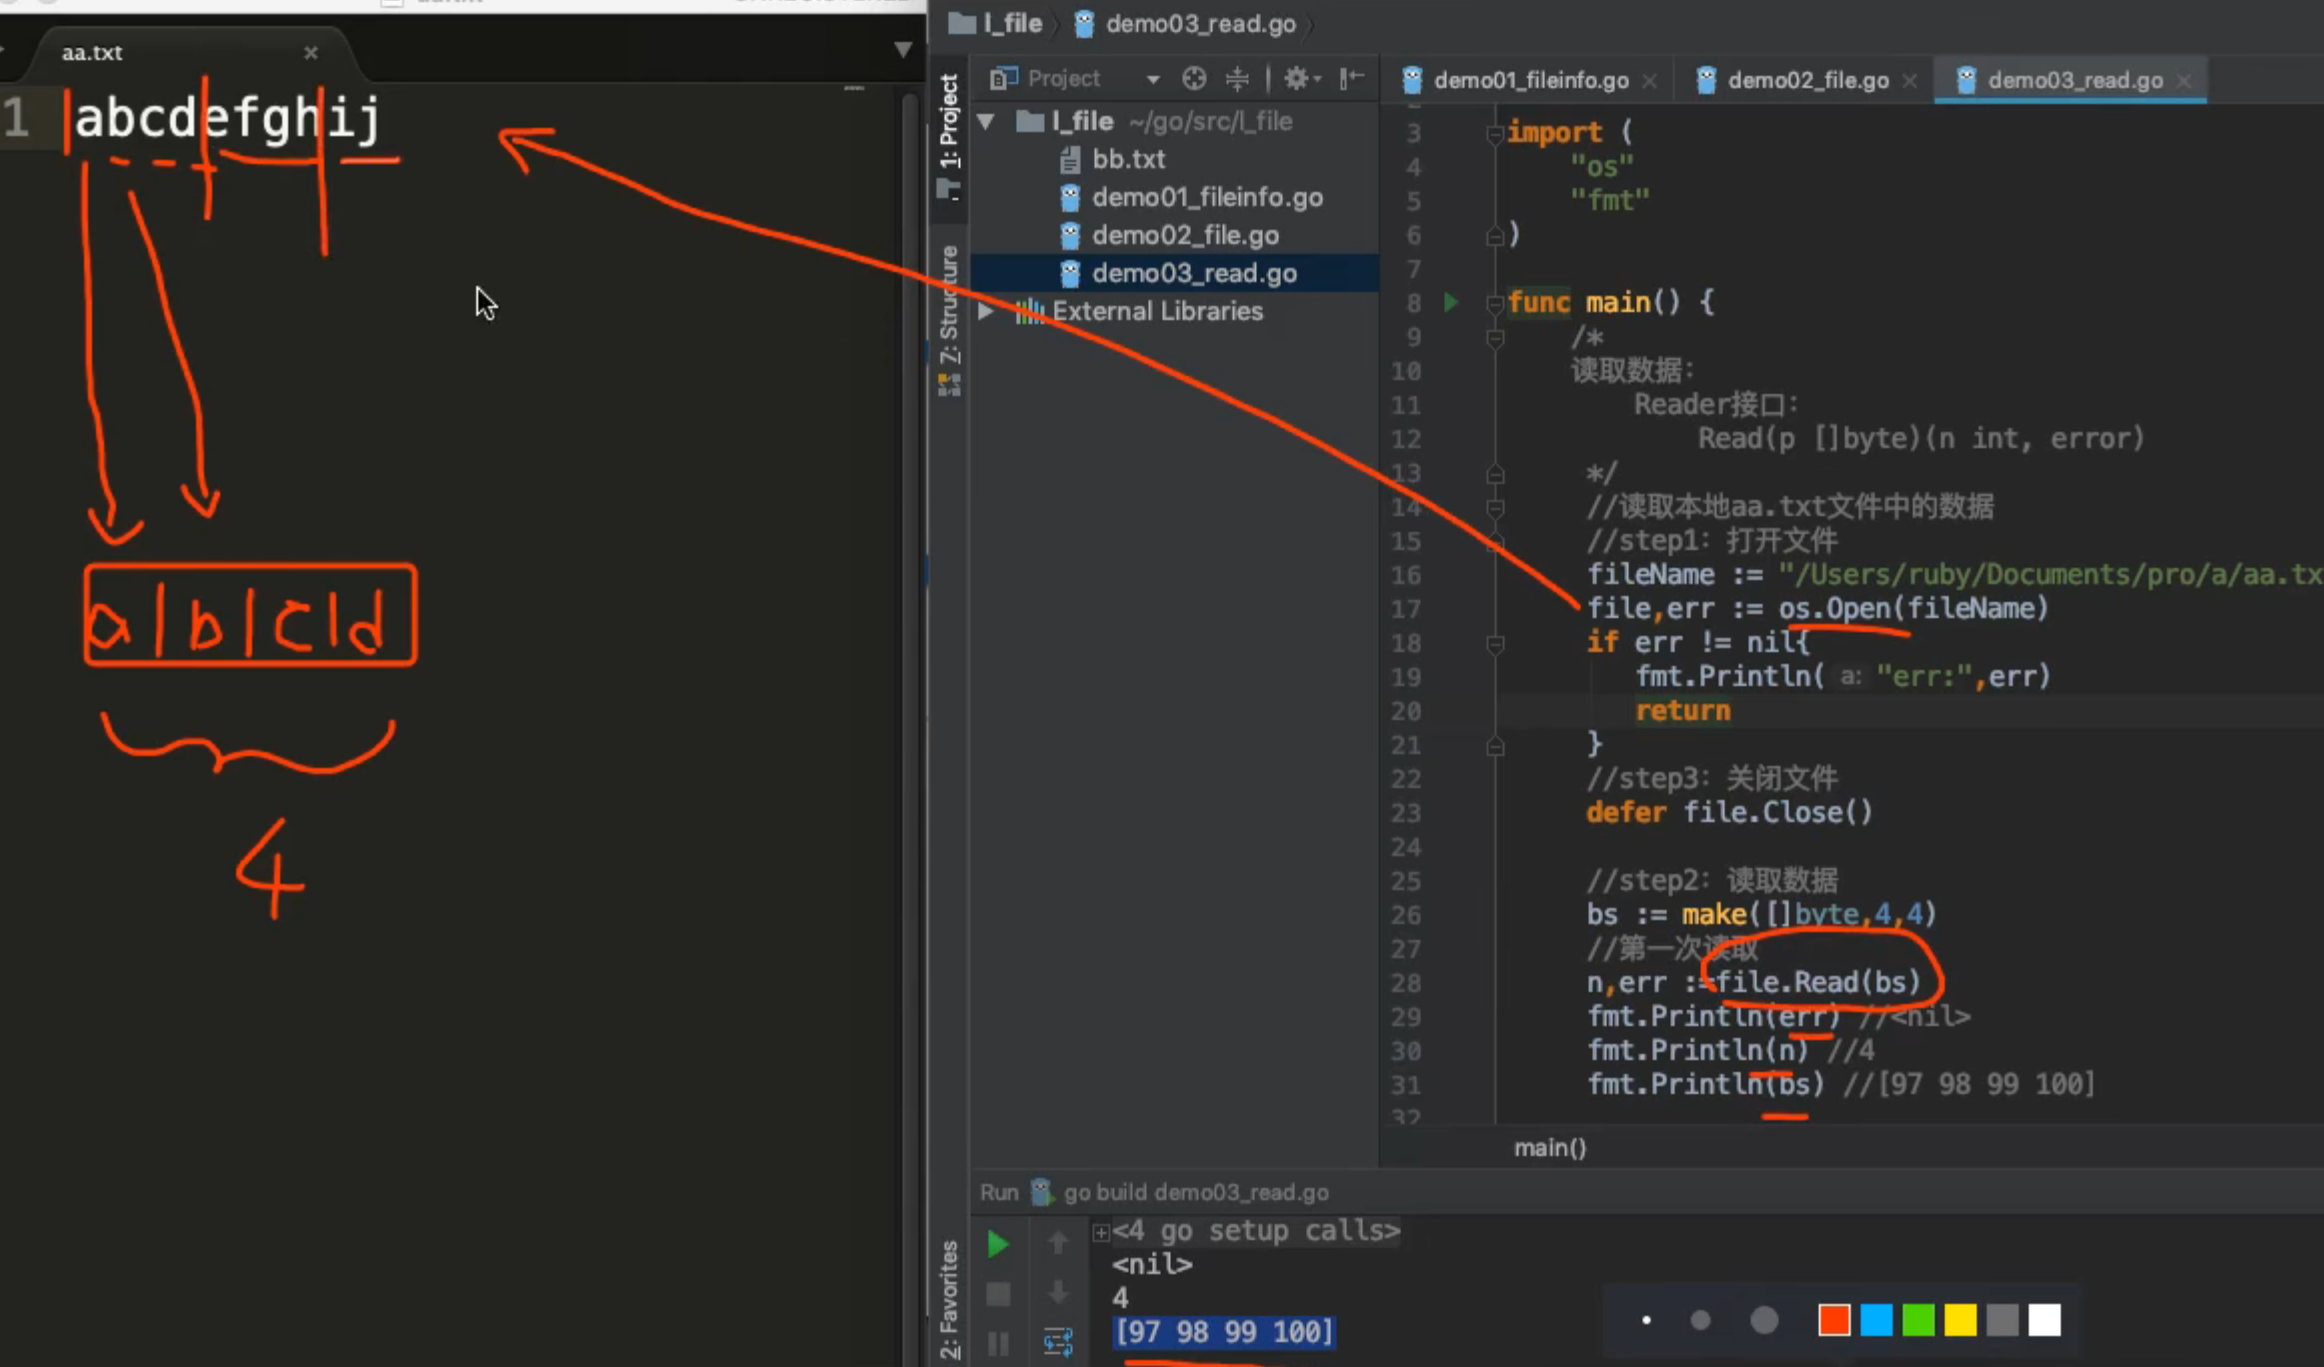 aa.txt
1 abcdefghij
a|b|c|d
4
l_file demo03_read.go
1: Project
7: Structure
2: Favorites
Project
l_file ~/go/src/l_file
bb.txt
demo01_fileinfo.go
demo02_file.go
demo03_read.go
External Libraries
demo01_fileinfo.go demo02_file.go demo03_read.go
3 import (
4 "os"
5 "fmt"
6 )
7
8 func main() {
9 /*
10 读取数据：
11 Reader接口：
12 Read(p []byte)(n int, error)
13 */
14 //读取本地aa.txt文件中的数据
15 //step1：打开文件
16 fileName := "/Users/ruby/Documents/pro/a/aa.tx
17 file,err := os.Open(fileName)
18 if err != nil{
19 fmt.Println( a: "err:",err)
20 return
21 }
22 //step3：关闭文件
23 defer file.Close()
24
25 //step2：读取数据
26 bs := make([]byte,4,4)
27 //第一次读取
28 n,err :=file.Read(bs)
29 fmt.Println(err) //<nil>
30 fmt.Println(n) //4
31 fmt.Println(bs) //[97 98 99 100]
32
main()
Run go build demo03_read.go
<4 go setup calls>
<nil>
4
[97 98 99 100]